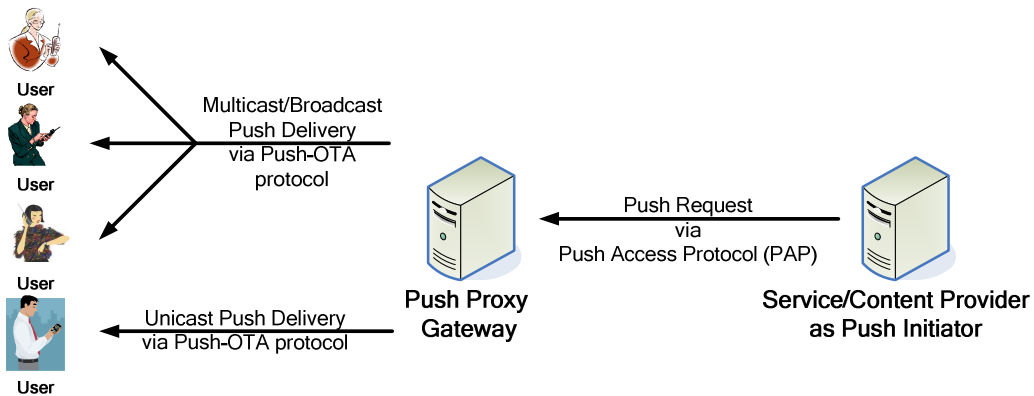 User
User
User
User
Multicast/Broadcast
Push Delivery
via Push-OTA
protocol
Unicast Push Delivery
via Push-OTA protocol
Push Proxy
Gateway
Push Request
via
Push Access Protocol (PAP)
Service/Content Provider
as Push Initiator